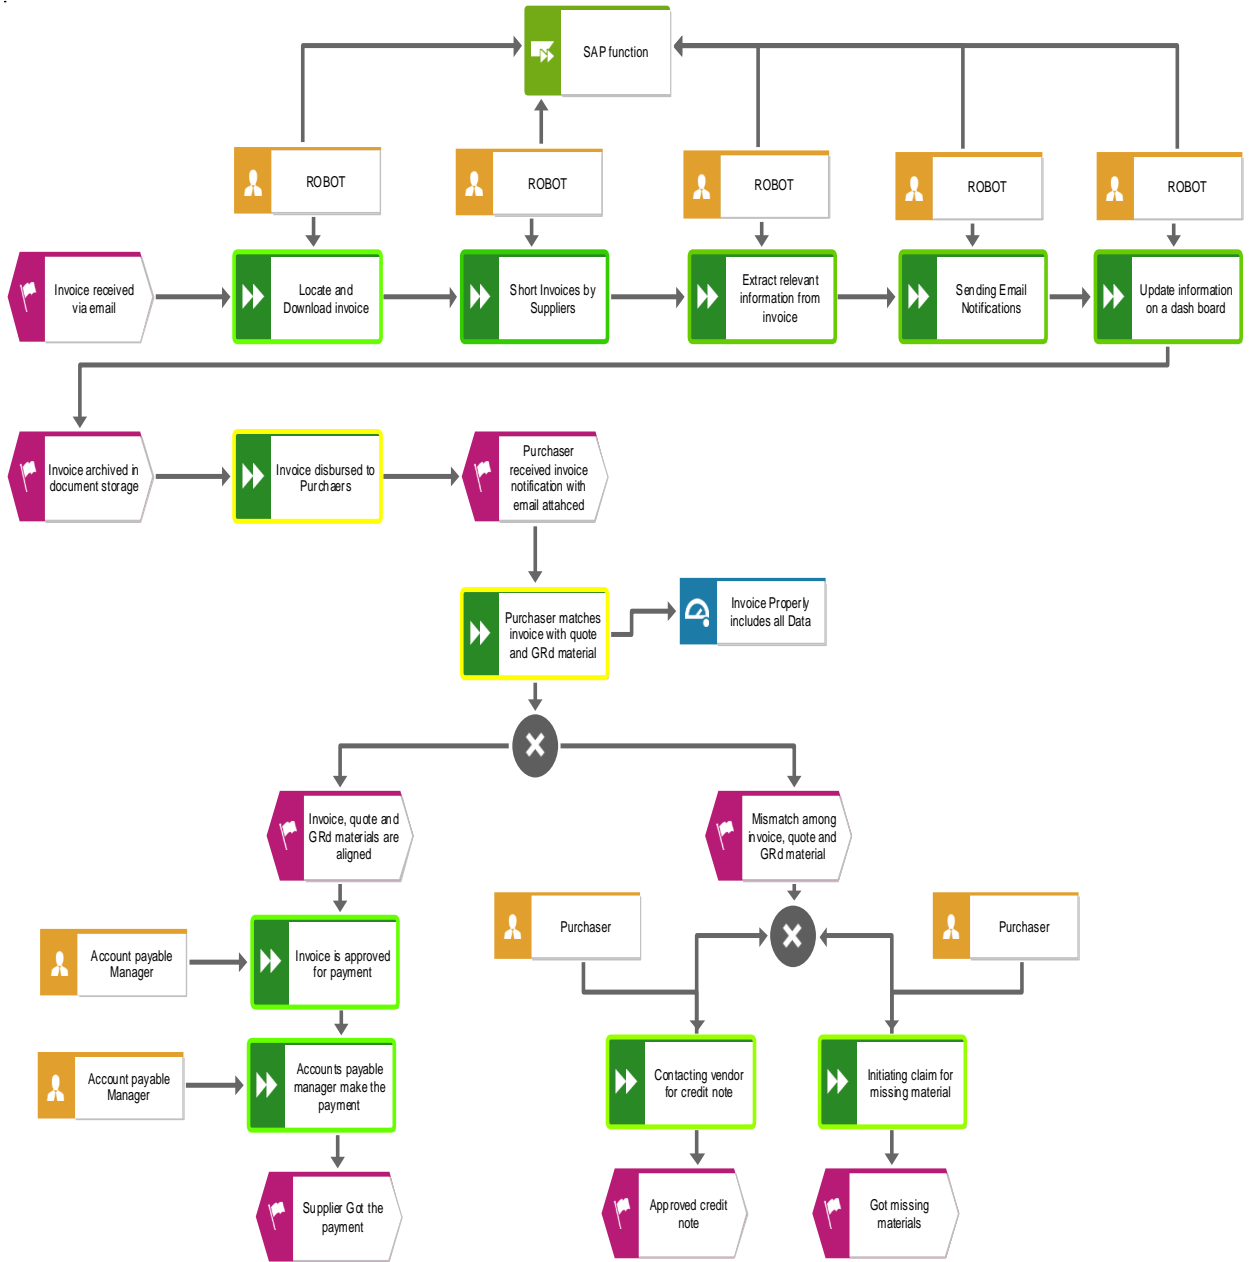 SAP function
ROBOT
ROBOT
ROBOT
ROBOT
ROBOT
Invoice received
via email
Locate and
Download invoice
Short Invoices by
Suppliers
Extract relevant
information from
invoice
Sending Email
Notifications
Update information
on a dash board
Invoice archived in
document storage
Invoice disbursed to
Purchaers
Purchaser
received invoice
notification with
email attahced
Purchaser matches
invoice with quote
and GRd material
Invoice Properly
includes all Data
Invoice, quote and
GRd materials are
aligned
Mismatch among
invoice, quote and
GRd material
Purchaser
Purchaser
Account payable
Manager
Invoice is approved
for payment
Account payable
Manager
Accounts payable
manager make the
payment
Contacting vendor
for credit note
Initiating claim for
missing material
Supplier Got the
payment
Approved credit
note
Got missing
materials